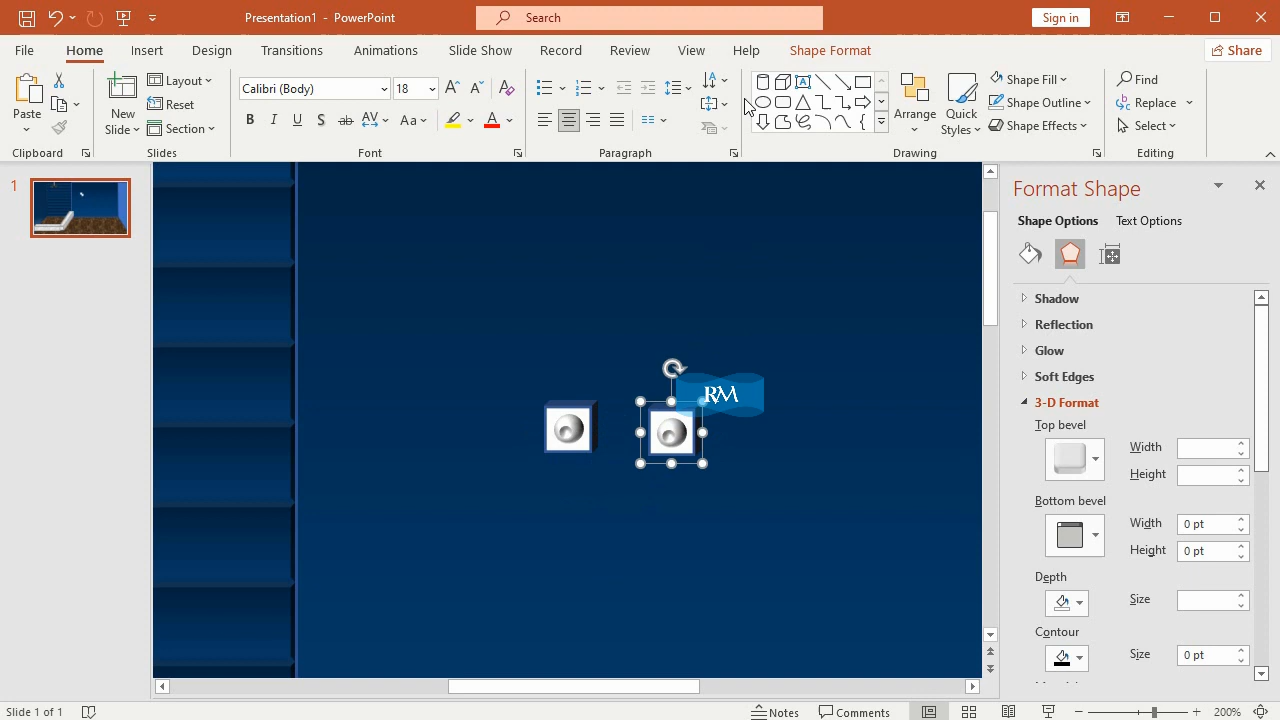 Presentation1 - PowerPoint
Search
Sign in
File Home Insert Design Transitions Animations Slide Show Record Review View Help Shape Format
Share
Paste
Clipboard
New Slide
Layout
Reset
Section
Slides
Calibri (Body) 18
B I U S ab AV Aa A
Font
Paragraph
Arrange
Quick Styles
Shape Fill
Shape Outline
Shape Effects
Drawing
Find
Replace
Select
Editing
1
RM
Format Shape
Shape Options Text Options
Shadow
Reflection
Glow
Soft Edges
3-D Format
Top bevel
Width
Height
Bottom bevel
Width 0 pt
Height 0 pt
Depth
Size
Contour
Size 0 pt
Slide 1 of 1
Notes
Comments
200%